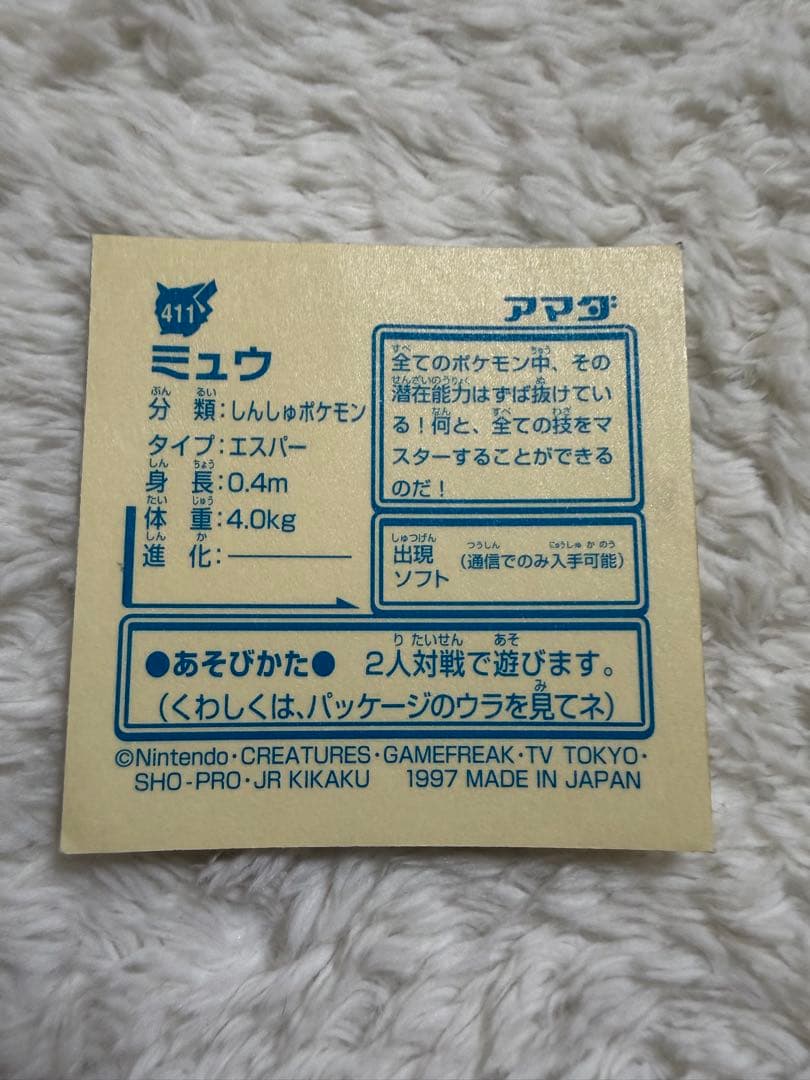 411
アマダ
ミュウ
分類：しんしゅポケモン
タイプ：エスパー
身長：0.4m
体重：4.0kg
進化：————
全てのポケモン中、その
潜在能力はずば抜けてい
る！何と、全ての技をマ
スターすることができる
のだ！
出現
ソフト
（通信でのみ入手可能）
●あそびかた● 2人対戦で遊びます。
（くわしくは、パッケージのウラを見てネ）
©Nintendo・CREATURES・GAMEFREAK・TV TOKYO・
SHO-PRO・JR KIKAKU 1997 MADE IN JAPAN